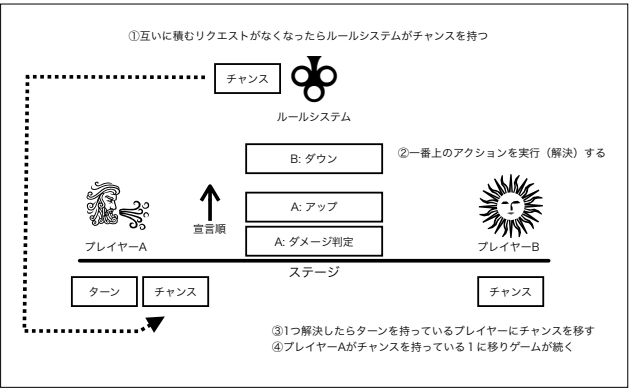 ①互いに積むリクエストがなくなったらルールシステムがチャンスを持つ
チャンス
ルールシステム
B: ダウン
②一番上のアクションを実行（解決）する
A: アップ
宣言順
A: ダメージ判定
プレイヤーA
プレイヤーB
ステージ
ターン
チャンス
チャンス
③1つ解決したらターンを持っているプレイヤーにチャンスを移す
④プレイヤーAがチャンスを持っている１に移りゲームが続く